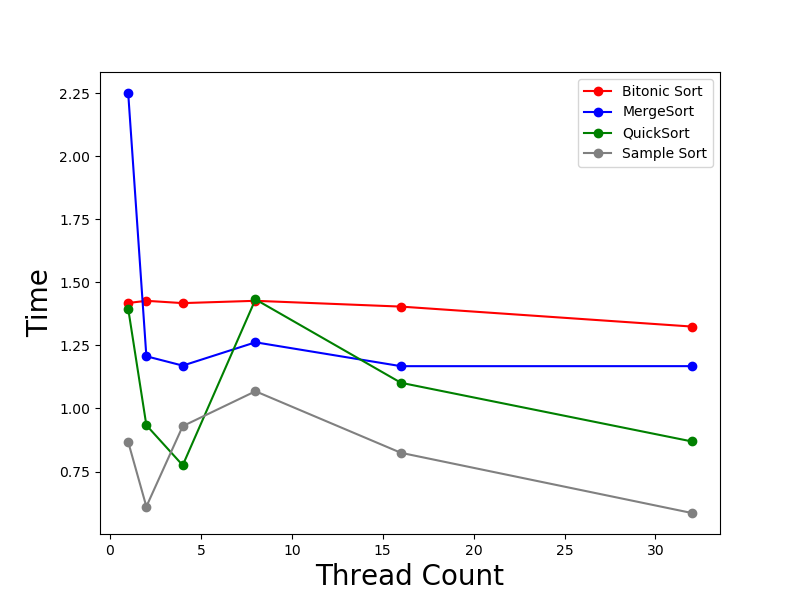 Bitonic Sort
MergeSort
QuickSort
Sample Sort
2.25
2.00
1.75
1.50
1.25
1.00
0.75
Time
0
5
10
15
20
25
30
Thread Count